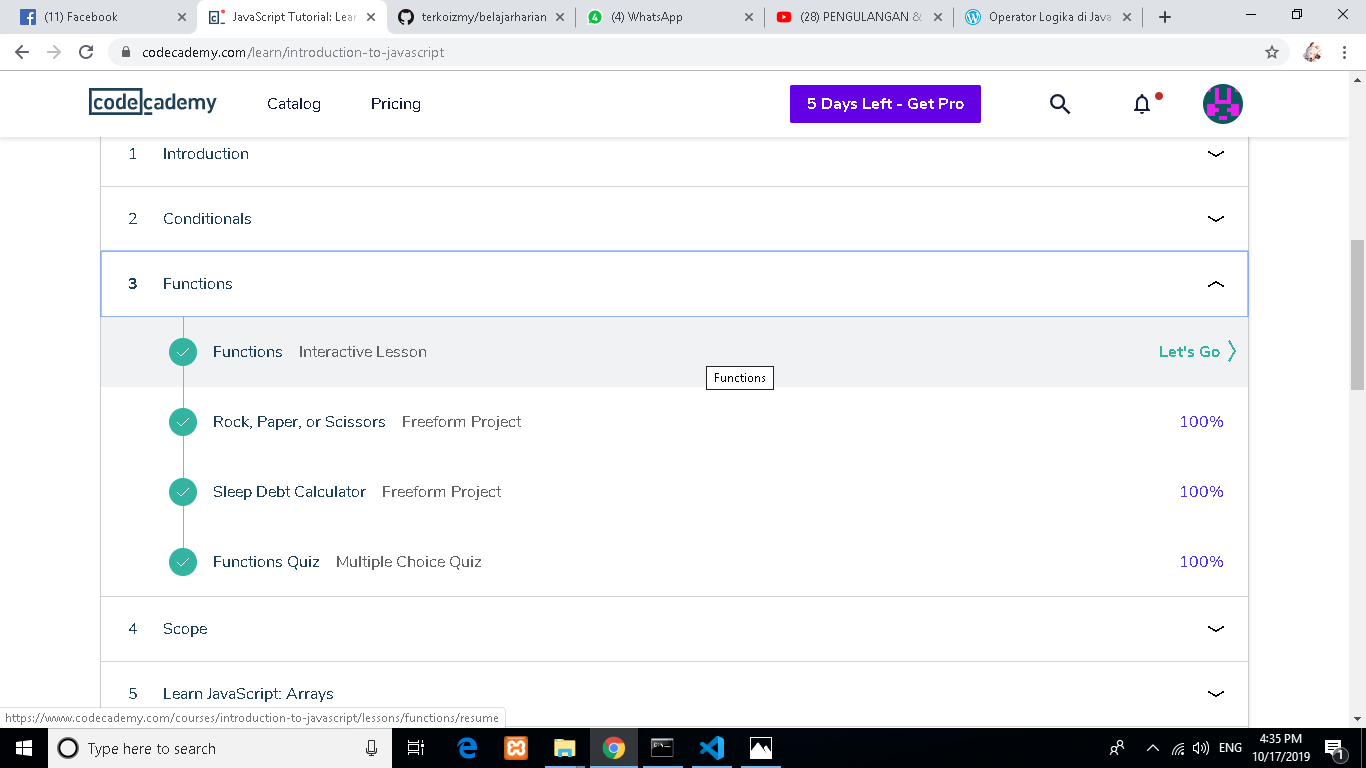 (11) Facebook
JavaScript Tutorial: Lear
terkoizmy/belajarharian
(4) WhatsApp
(28) PENGULANGAN &
Operator Logika di Java
codecademy.com/learn/introduction-to-javascript
codecademy
Catalog
Pricing
5 Days Left - Get Pro
1 Introduction
2 Conditionals
3 Functions
Functions Interactive Lesson Let's Go
Functions
Rock, Paper, or Scissors Freeform Project 100%
Sleep Debt Calculator Freeform Project 100%
Functions Quiz Multiple Choice Quiz 100%
4 Scope
5 Learn JavaScript: Arrays
https://www.codecademy.com/courses/introduction-to-javascript/lessons/functions/resume
Type here to search
ENG
4:35 PM
10/17/2019
1